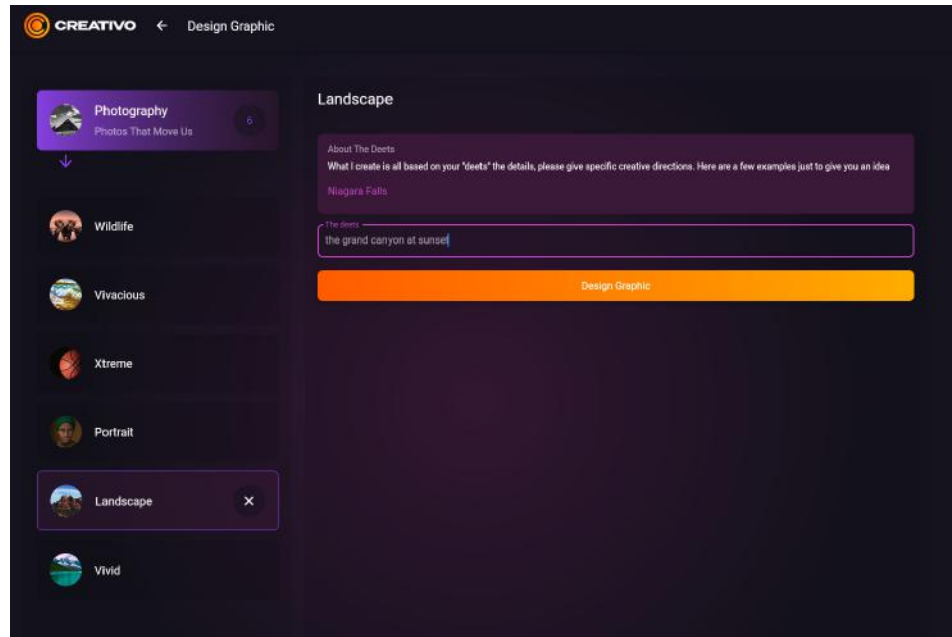 CREATIVO
Design Graphic
Photography
Photos That Move Us
6
Wildlife
Vivacious
Xtreme
Portrait
Landscape
Vivid
Landscape
About The Deets
What I create is all based on your "deets" the details, please give specific creative directions. Here are a few examples just to give you an idea
Niagara Falls
The deets
the grand canyon at sunset
Design Graphic